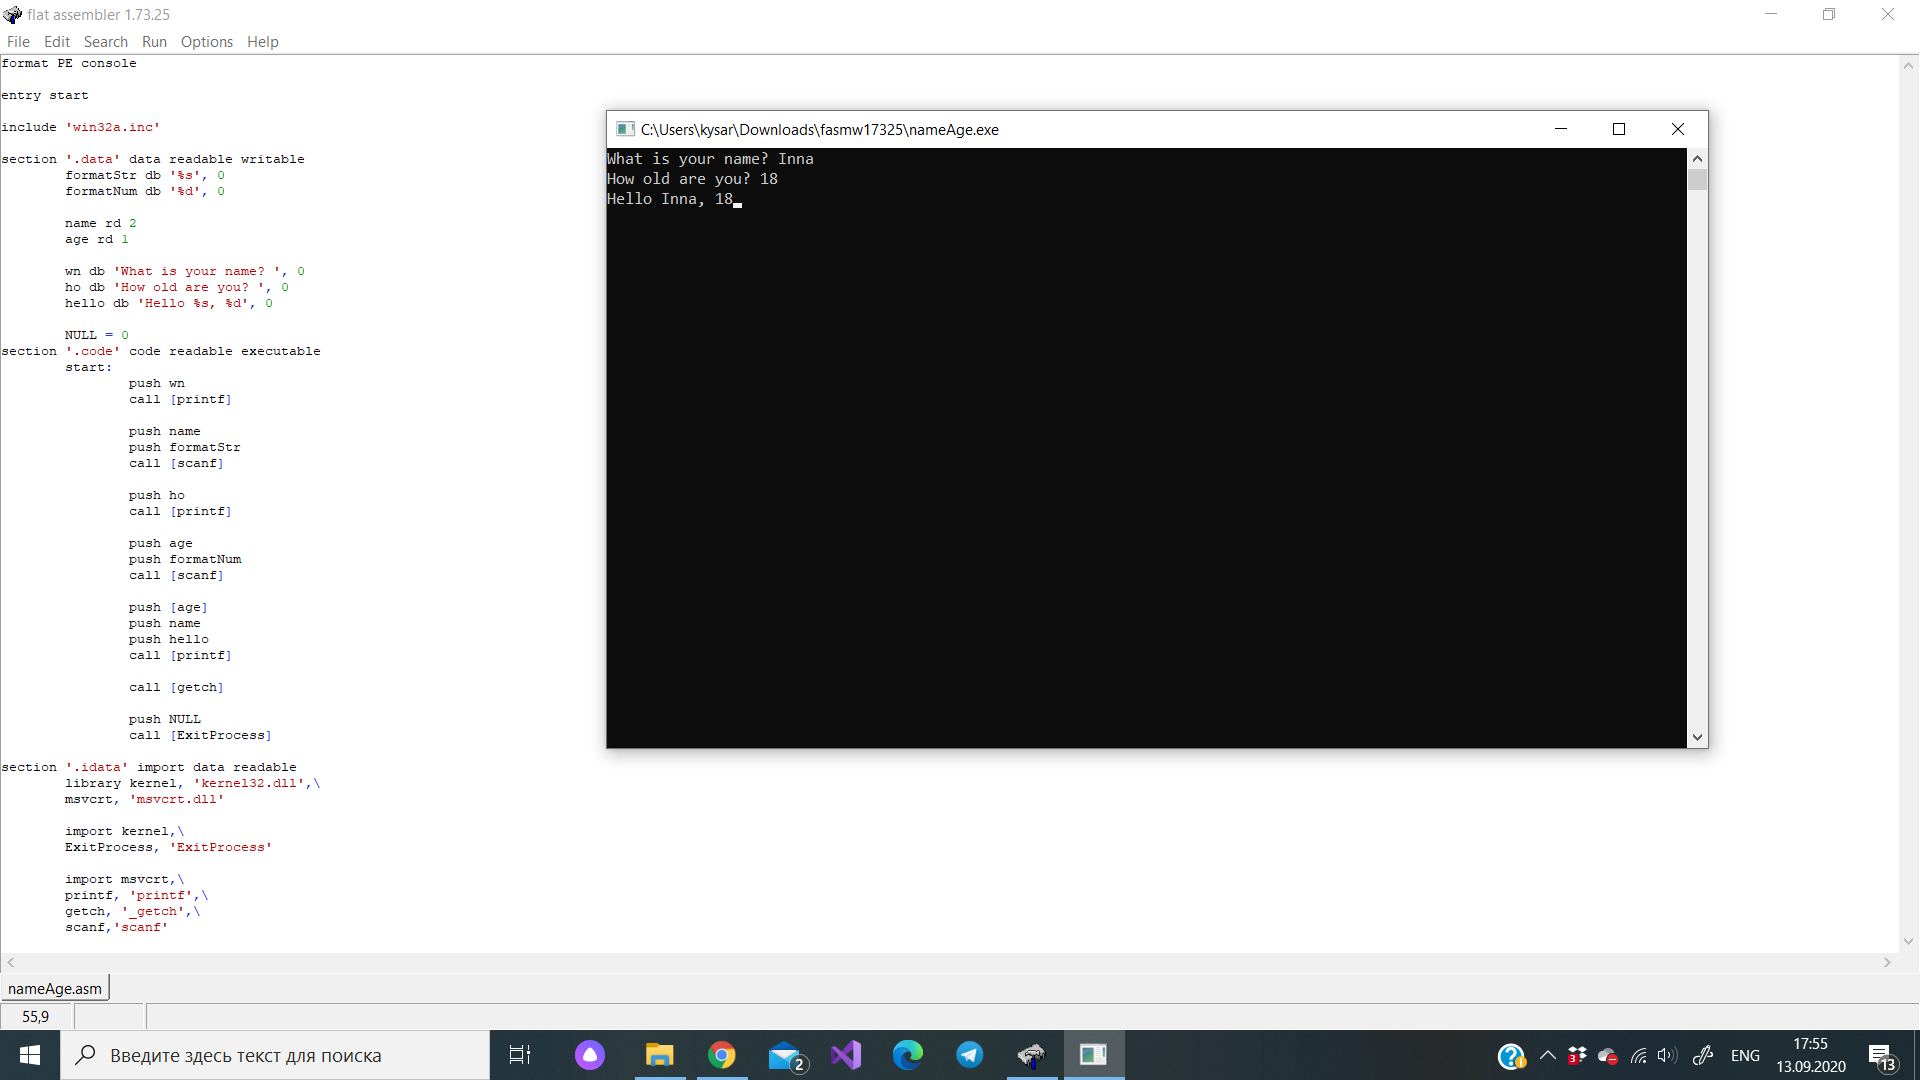 flat assembler 1.73.25
File Edit Search Run Options Help
format PE console
entry start
include 'win32a.inc'
section '.data' data readable writable
formatStr db '%s', 0
formatNum db '%d', 0
name rd 2
age rd 1
wn db 'What is your name? ', 0
ho db 'How old are you? ', 0
hello db 'Hello %s, %d', 0
NULL = 0
section '.code' code readable executable
start:
push wn
call [printf]
push name
push formatStr
call [scanf]
push ho
call [printf]
push age
push formatNum
call [scanf]
push [age]
push name
push hello
call [printf]
call [getch]
push NULL
call [ExitProcess]
section '.idata' import data readable
library kernel, 'kernel32.dll',\
msvcrt, 'msvcrt.dll'
import kernel,\
ExitProcess, 'ExitProcess'
import msvcrt,\
printf, 'printf',\
getch, '_getch',\
scanf,'scanf'
C:\Users\kysar\Downloads\fasmw17325\nameAge.exe
What is your name? Inna
How old are you? 18
Hello Inna, 18
nameAge.asm
55,9
Введите здесь текст для поиска
2
3
ENG
17:55
13.09.2020
13